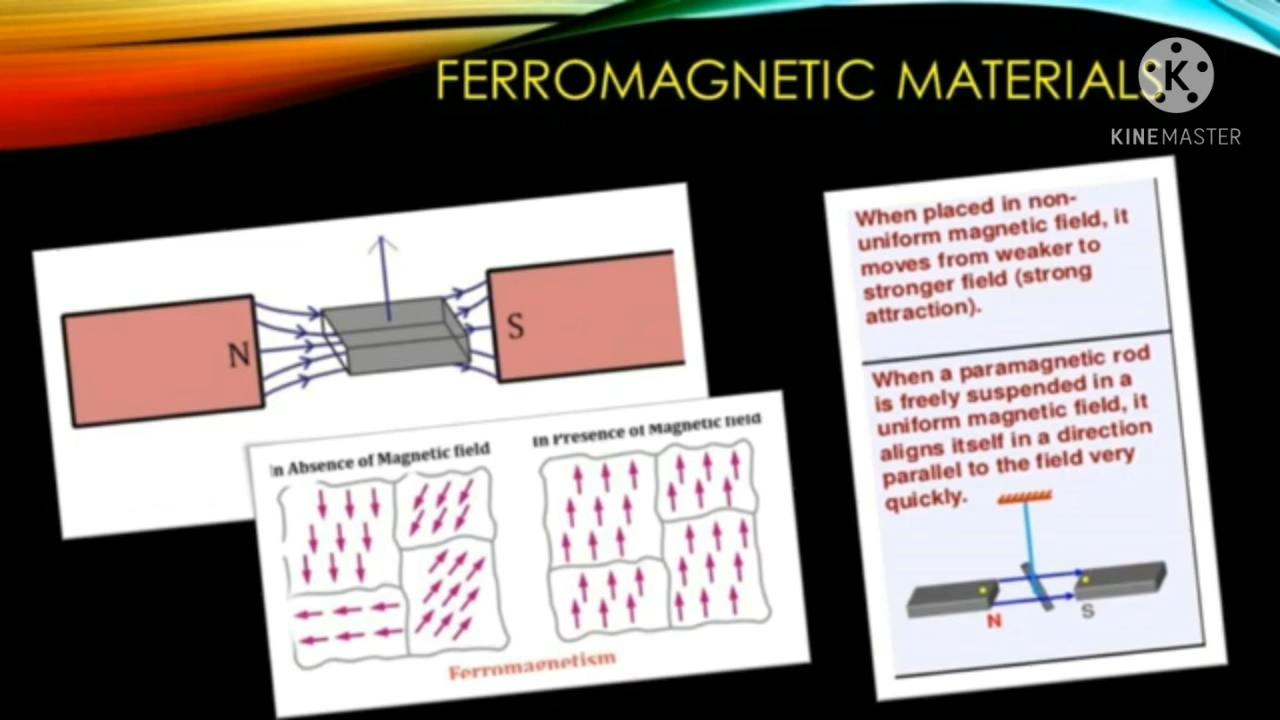 FERROMAGNETIC MATERIALS
K
KINEMASTER
N
S
n Absence of Magnetic field
In Presence of Magnetic field
Ferromagnetism
When placed in non-
uniform magnetic field, it
moves from weaker to
stronger field (strong
attraction).
When a paramagnetic rod
is freely suspended in a
uniform magnetic field, it
aligns itself in a direction
parallel to the field very
quickly.
N
S